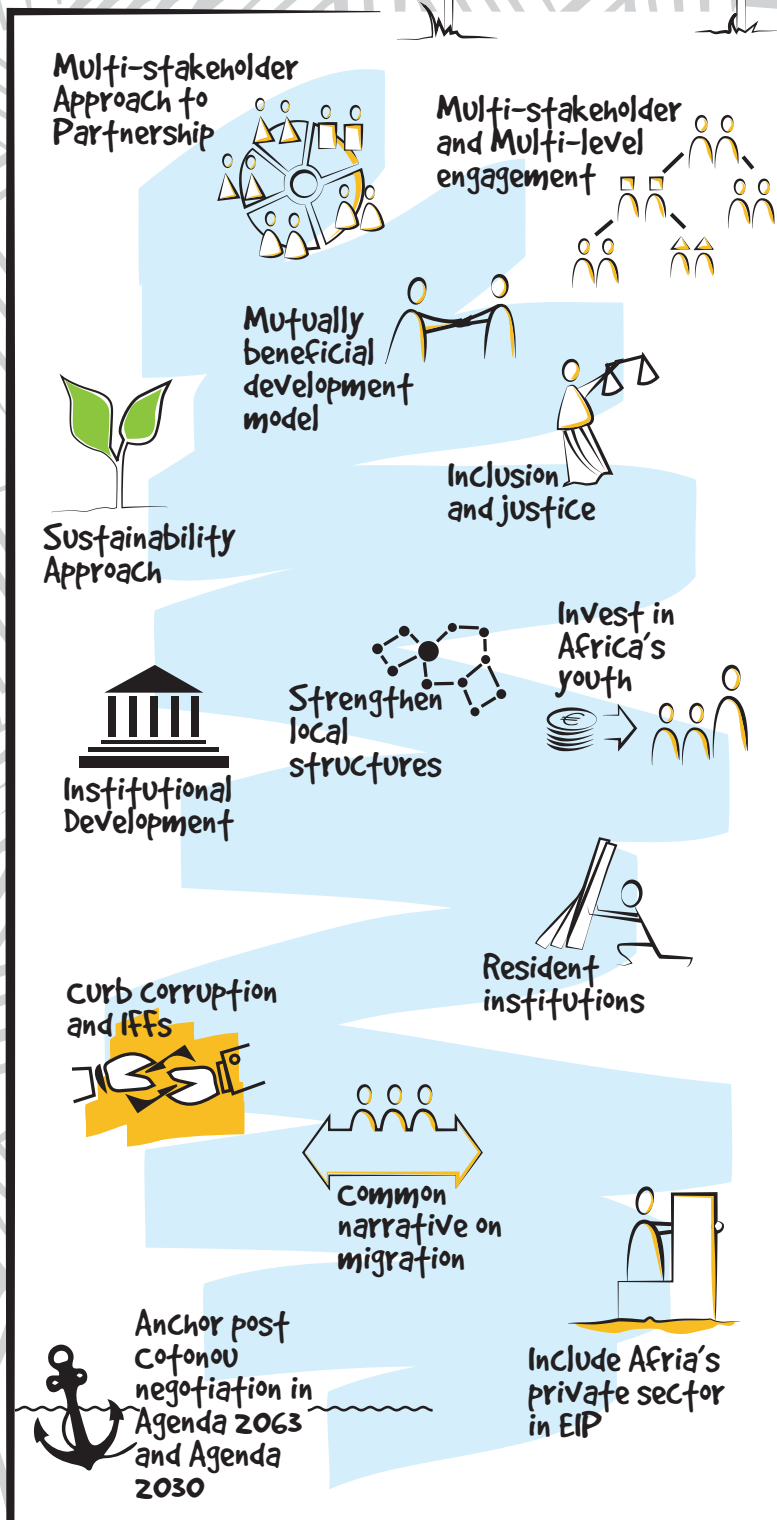 Multi-stakeholder
Approach to
Partnership
Multi-stakeholder
and Multi-level
engagement
Mutually
beneficial
development
model
Inclusion
and justice
Sustainability
Approach
Invest in
Africa's
youth
€
Strengthen
local
structures
Institutional
Development
Resident
institutions
Curb corruption
and IFFs
Common
narrative on
migration
Anchor post
Cotonou
negotiation in
Agenda 2063
and Agenda
2030
Include Afria's
private sector
in EIP